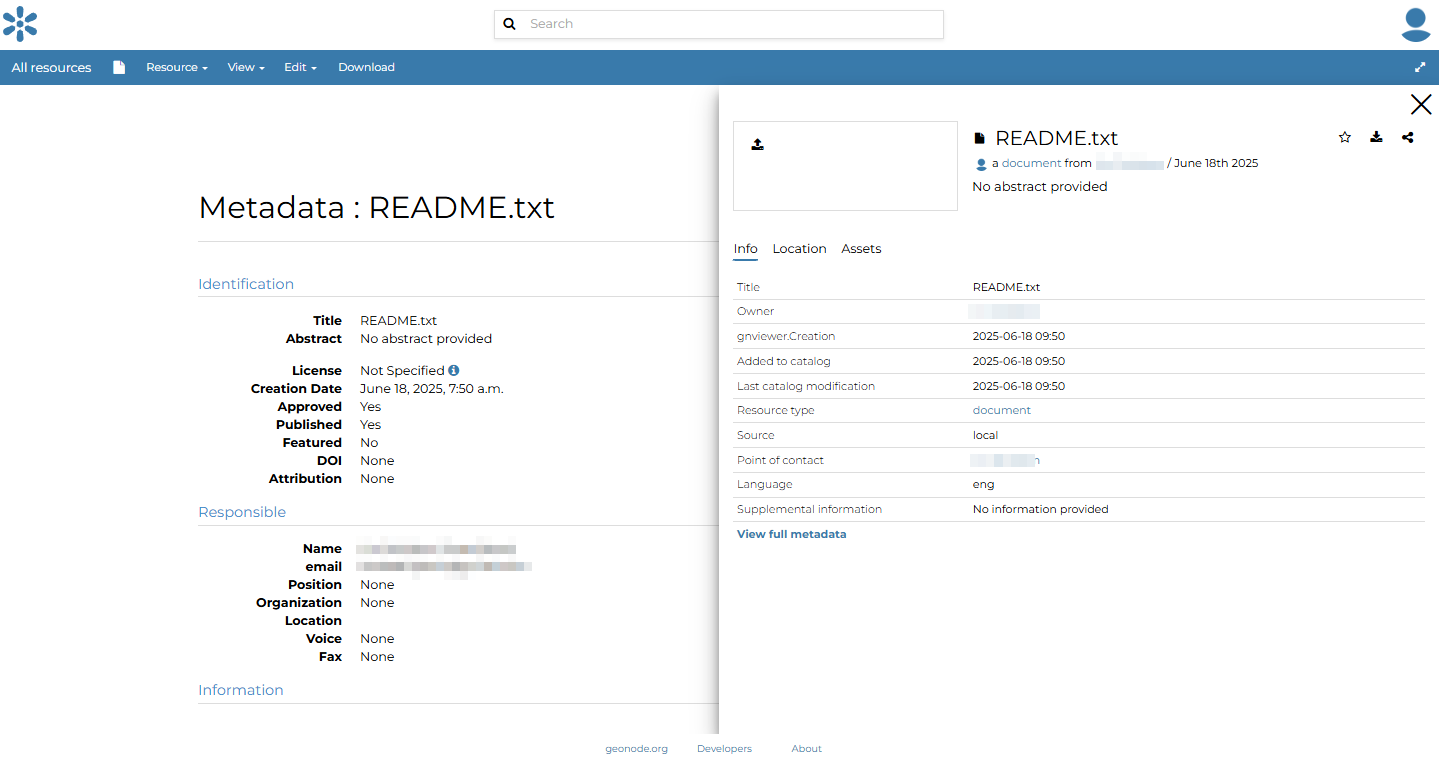 Search
All resources Resource View Edit Download
Metadata : README.txt
Identification
Title README.txt
Abstract No abstract provided
License Not Specified
Creation Date June 18, 2025, 7:50 a.m.
Approved Yes
Published Yes
Featured No
DOI None
Attribution None
Responsible
Name
email
Position None
Organization None
Location
Voice None
Fax None
Information
README.txt
a document from / June 18th 2025
No abstract provided
Info Location Assets
Title README.txt
Owner
gnviewer.Creation 2025-06-18 09:50
Added to catalog 2025-06-18 09:50
Last catalog modification 2025-06-18 09:50
Resource type document
Source local
Point of contact
Language eng
Supplemental information No information provided
View full metadata
geonode.org Developers About